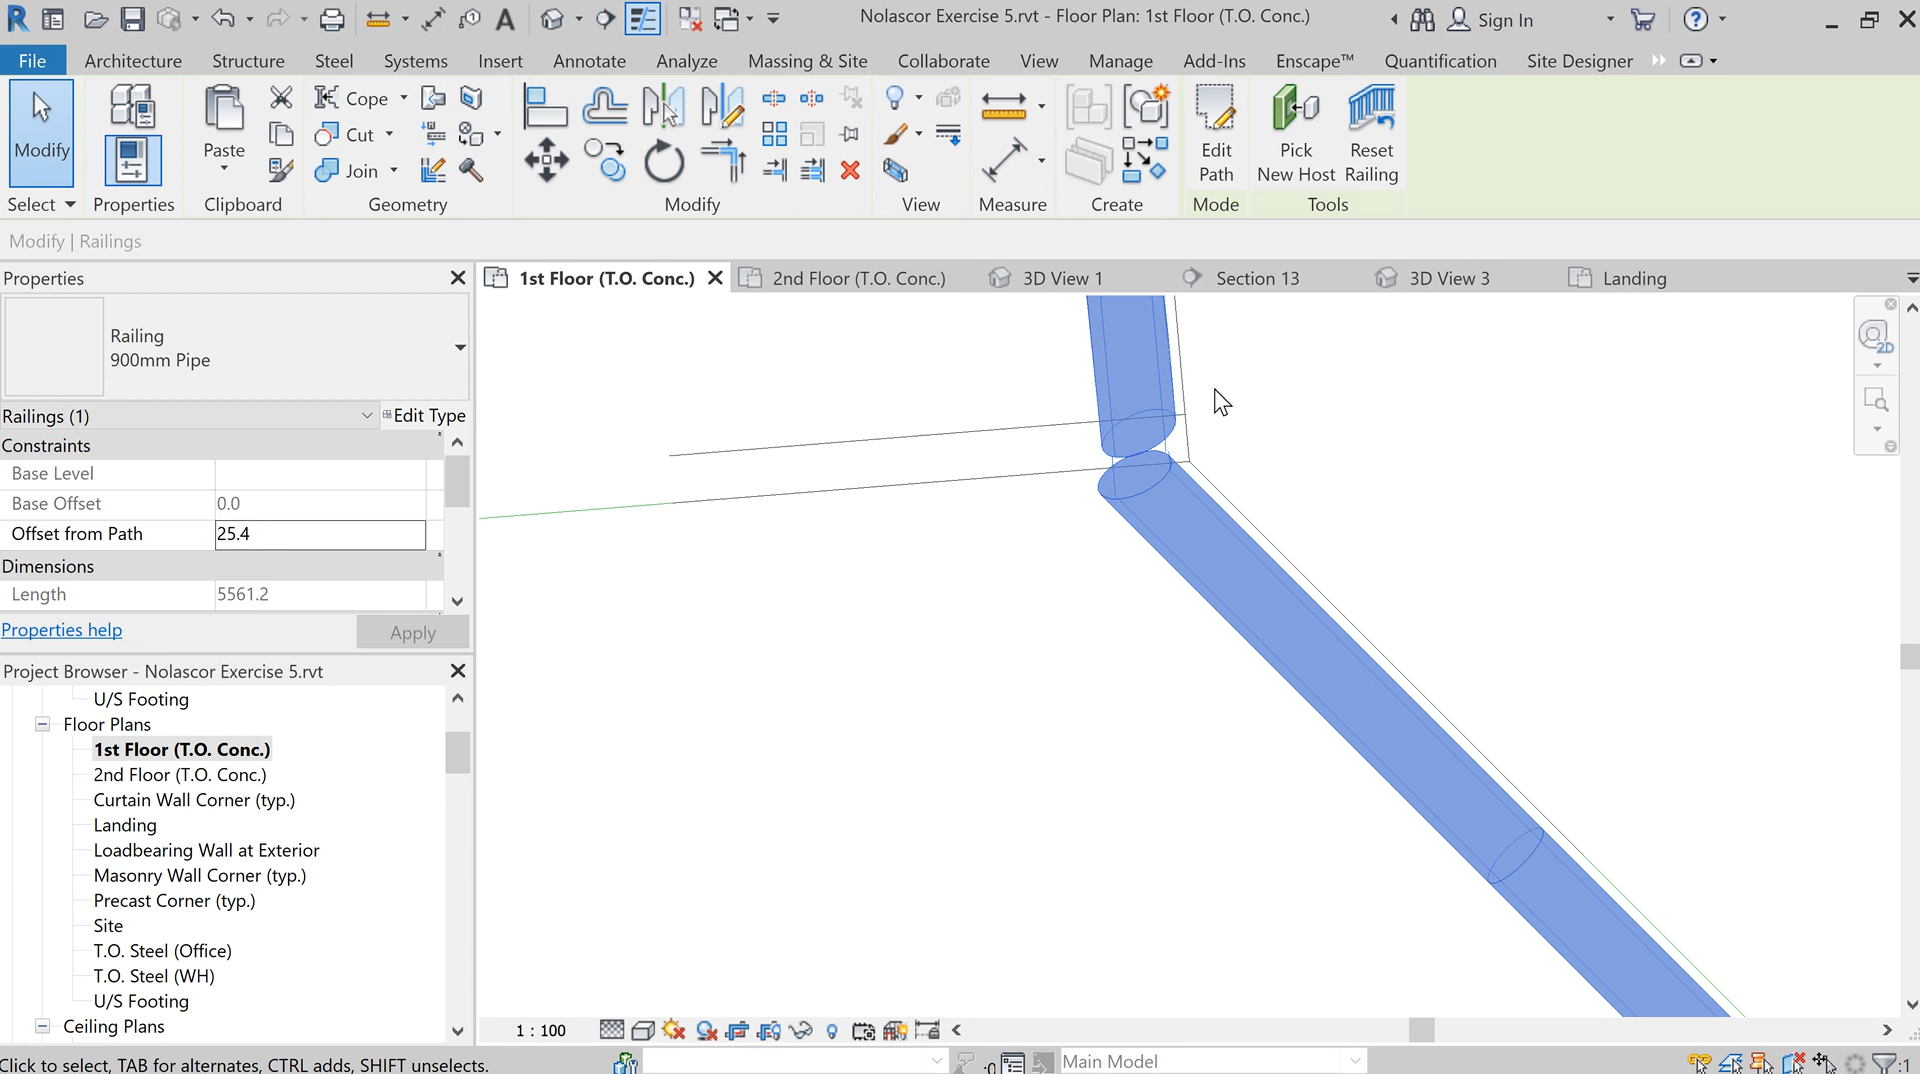 Nolascor Exercise 5.rvt - Floor Plan: 1st Floor (T.O. Conc.)
Sign In
File Architecture Structure Steel Systems Insert Annotate Analyze Massing & Site Collaborate View Manage Add-Ins Enscape™ Quantification Site Designer
Modify
Paste
Cope
Cut
Join
Edit Path
Pick New Host
Reset Railing
Select Properties Clipboard Geometry Modify View Measure Create Mode Tools
Modify | Railings
Properties
1st Floor (T.O. Conc.) 2nd Floor (T.O. Conc.) 3D View 1 Section 13 3D View 3 Landing
2D
Railing
900mm Pipe
Railings (1) Edit Type
Constraints
Base Level
Base Offset 0.0
Offset from Path 25.4
Dimensions
Length 5561.2
Properties help Apply
Project Browser - Nolascor Exercise 5.rvt
U/S Footing
Floor Plans
1st Floor (T.O. Conc.)
2nd Floor (T.O. Conc.)
Curtain Wall Corner (typ.)
Landing
Loadbearing Wall at Exterior
Masonry Wall Corner (typ.)
Precast Corner (typ.)
Site
T.O. Steel (Office)
T.O. Steel (WH)
U/S Footing
Ceiling Plans
1 : 100
Click to select, TAB for alternates, CTRL adds, SHIFT unselects. :0 Main Model :1